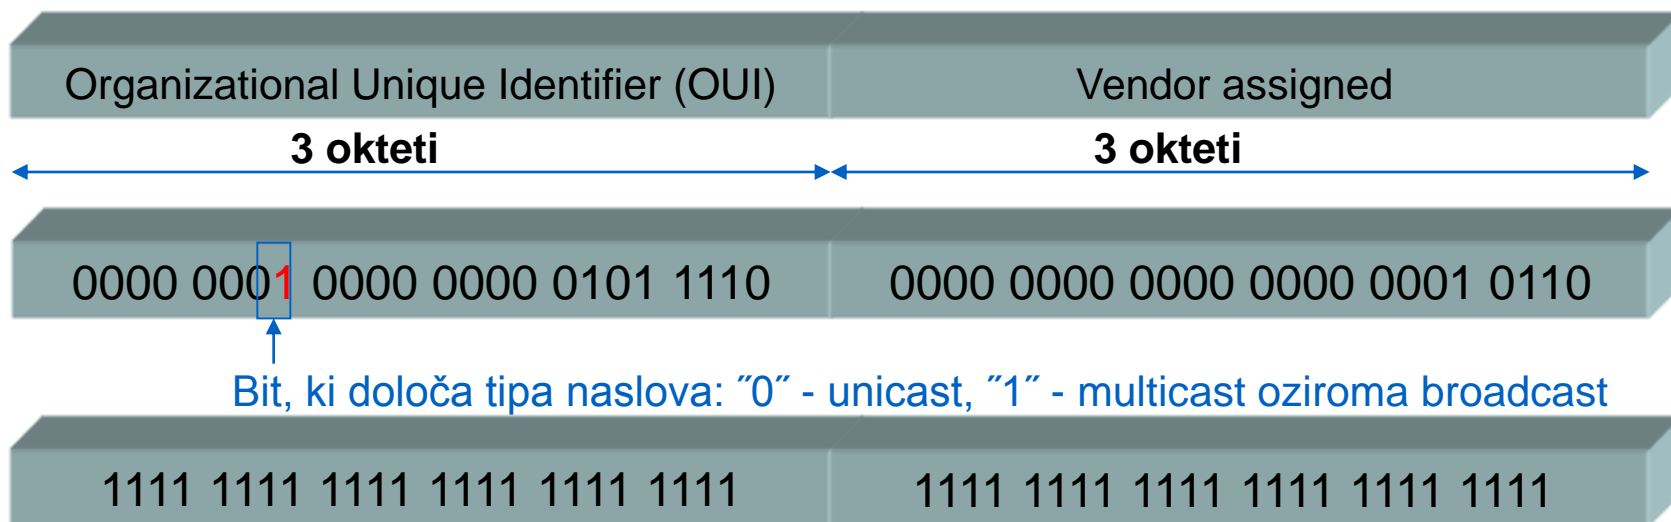 Organizational Unique Identifier (OUI) Vendor assigned
3 okteti 3 okteti
0000 0001 0000 0000 0101 1110 0000 0000 0000 0000 0001 0110
Bit, ki določa tipa naslova: ˝0˝ - unicast, ˝1˝ - multicast oziroma broadcast
1111 1111 1111 1111 1111 1111 1111 1111 1111 1111 1111 1111